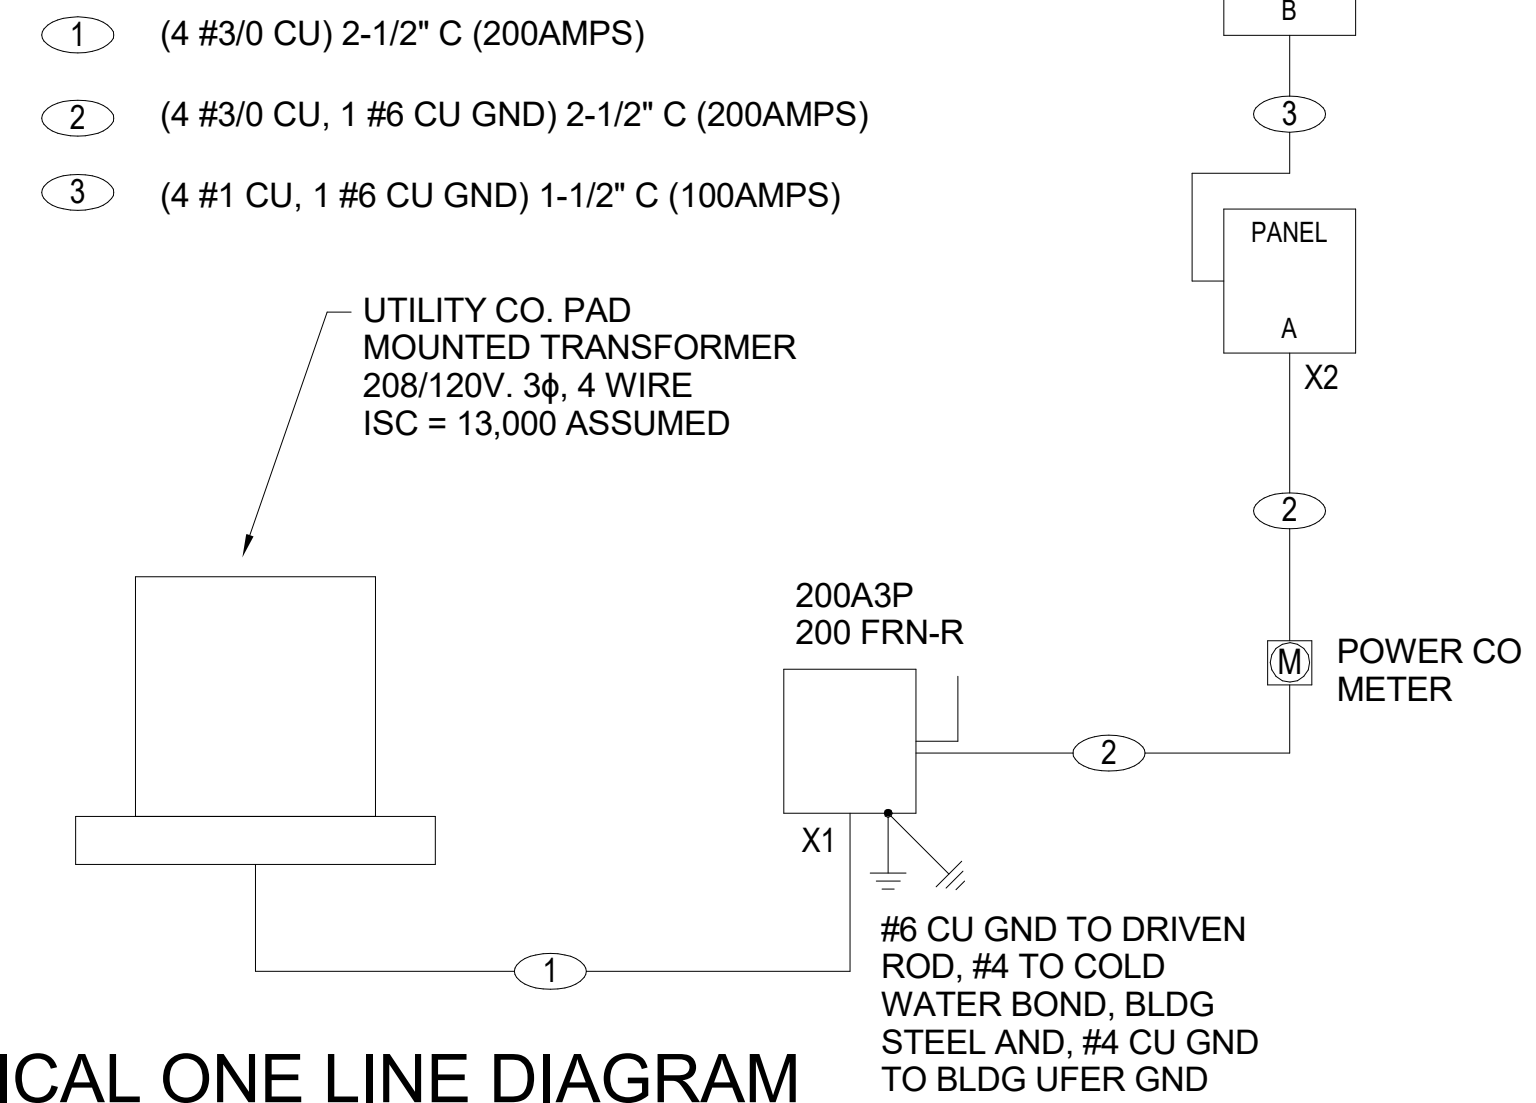 1 (4 #3/0 CU) 2-1/2" C (200AMPS)
2 (4 #3/0 CU, 1 #6 CU GND) 2-1/2" C (200AMPS)
3 (4 #1 CU, 1 #6 CU GND) 1-1/2" C (100AMPS)
B
3
PANEL
A
X2
2
UTILITY CO. PAD
MOUNTED TRANSFORMER
208/120V. 3ϕ, 4 WIRE
ISC = 13,000 ASSUMED
200A3P
200 FRN-R
M
POWER CO
METER
2
X1
1
#6 CU GND TO DRIVEN
ROD, #4 TO COLD
WATER BOND, BLDG
STEEL AND, #4 CU GND
TO BLDG UFER GND
ICAL ONE LINE DIAGRAM